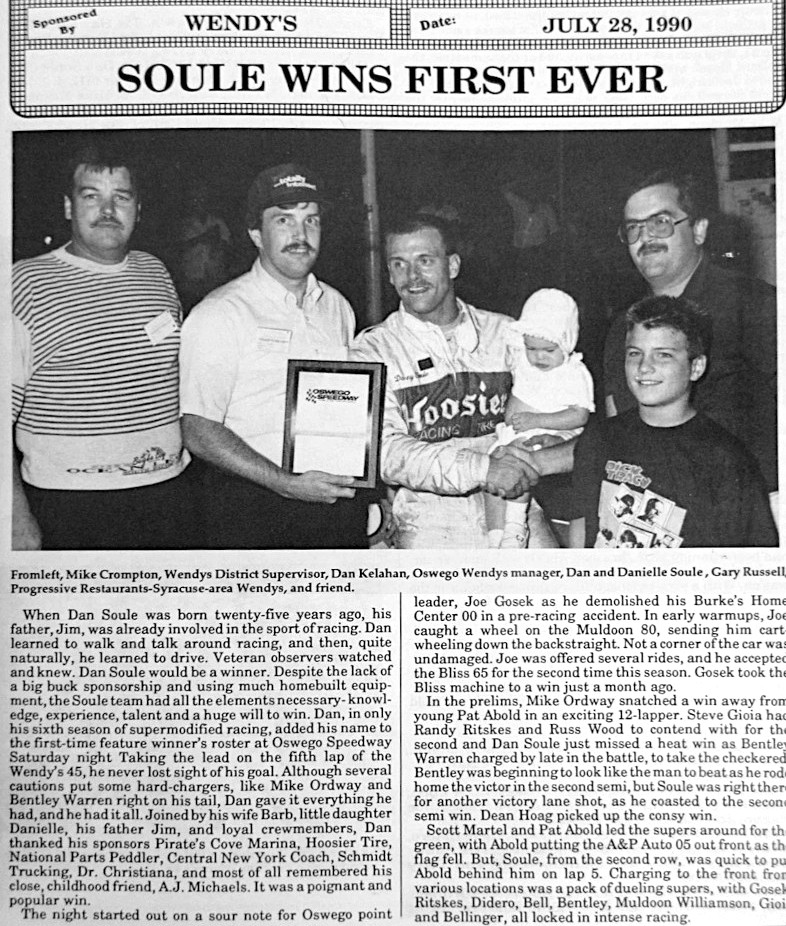 Sponsored By
WENDY'S
Date:
JULY 28, 1990
SOULE WINS FIRST EVER
totally
OSWEGO
SPEEDWAY
Hoosier
RACING TIRE
DICK
TRACY
Fromleft, Mike Crompton, Wendys District Supervisor, Dan Kelahan, Oswego Wendys manager, Dan and Danielle Soule , Gary Russell,
Progressive Restaurants-Syracuse-area Wendys, and friend.
When Dan Soule was born twenty-five years ago, his
father, Jim, was already involved in the sport of racing. Dan
learned to walk and talk around racing, and then, quite
naturally, he learned to drive. Veteran observers watched
and knew. Dan Soule would be a winner. Despite the lack of
a big buck sponsorship and using much homebuilt equip-
ment, the Soule team had all the elements necessary- knowl-
edge, experience, talent and a huge will to win. Dan, in only
his sixth season of supermodified racing, added his name to
the first-time feature winner's roster at Oswego Speedway
Saturday night Taking the lead on the fifth lap of the
Wendy's 45, he never lost sight of his goal. Although several
cautions put some hard-chargers, like Mike Ordway and
Bentley Warren right on his tail, Dan gave it everything he
had, and he had it all. Joined by his wife Barb, little daughter
Danielle, his father Jim, and loyal crewmembers, Dan
thanked his sponsors Pirate's Cove Marina, Hoosier Tire,
National Parts Peddler, Central New York Coach, Schmidt
Trucking, Dr. Christiana, and most of all remembered his
close, childhood friend, A.J. Michaels. It was a poignant and
popular win.
The night started out on a sour note for Oswego point
leader, Joe Gosek as he demolished his Burke's Home
Center 00 in a pre-racing accident. In early warmups, Joe
caught a wheel on the Muldoon 80, sending him cart-
wheeling down the backstraight. Not a corner of the car was
undamaged. Joe was offered several rides, and he accepted
the Bliss 65 for the second time this season. Gosek took the
Bliss machine to a win just a month ago.
In the prelims, Mike Ordway snatched a win away from
young Pat Abold in an exciting 12-lapper. Steve Gioia had
Randy Ritskes and Russ Wood to contend with for the
second and Dan Soule just missed a heat win as Bentley
Warren charged by late in the battle, to take the checkered.
Bentley was beginning to look like the man to beat as he rode
home the victor in the second semi, but Soule was right there
for another victory lane shot, as he coasted to the second
semi win. Dean Hoag picked up the consy win.
Scott Martel and Pat Abold led the supers around for the
green, with Abold putting the A&P Auto 05 out front as the
flag fell. But, Soule, from the second row, was quick to put
Abold behind him on lap 5. Charging to the front from
various locations was a pack of dueling supers, with Gosek,
Ritskes, Didero, Bell, Bentley, Muldoon Williamson, Gioia
and Bellinger, all locked in intense racing.